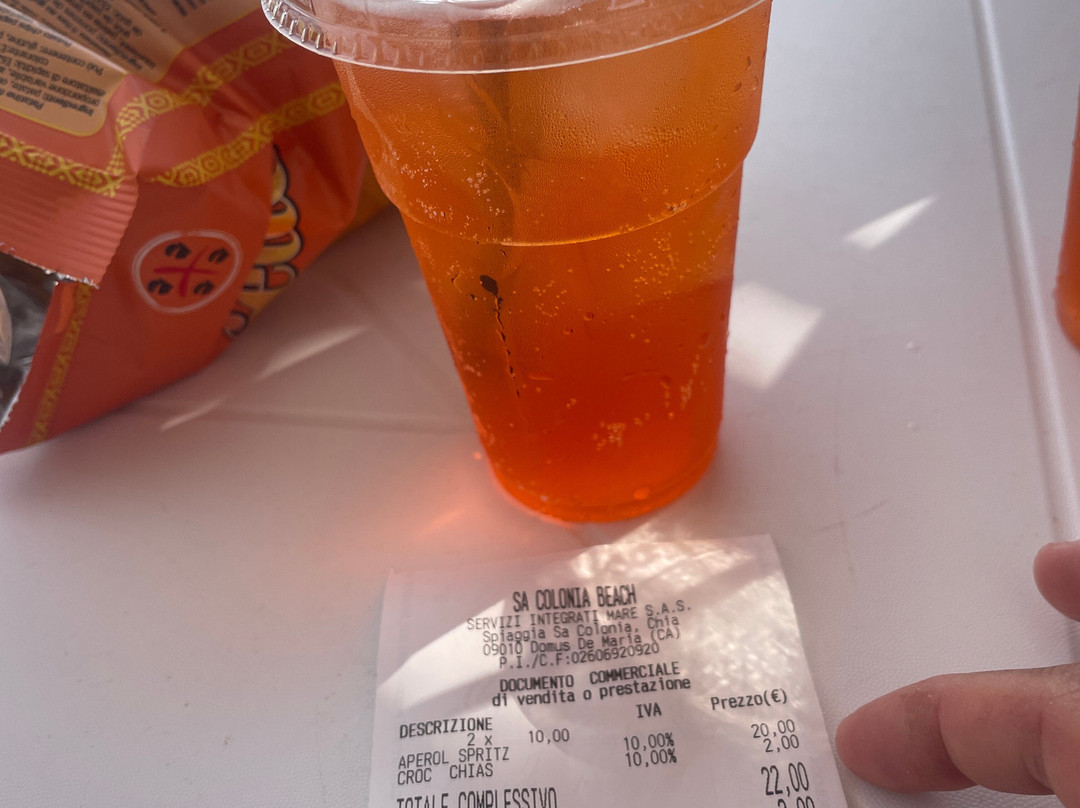 SA COLONIA BEACH
SERVIZI INTEGRATI MARE S.A.S.
Spiaggia Sa Colonia, Chia
09010 Domus De Maria (CA)
P.I./C.F:02606920920
DOCUMENTO COMMERCIALE
di vendita o prestazione
DESCRIZIONE IVA Prezzo(€)
2 x 10,00
APEROL SPRITZ 10,00% 20,00
CROC CHIAS 10,00% 2,00
TOTALE COMPLESSIVO 22,00